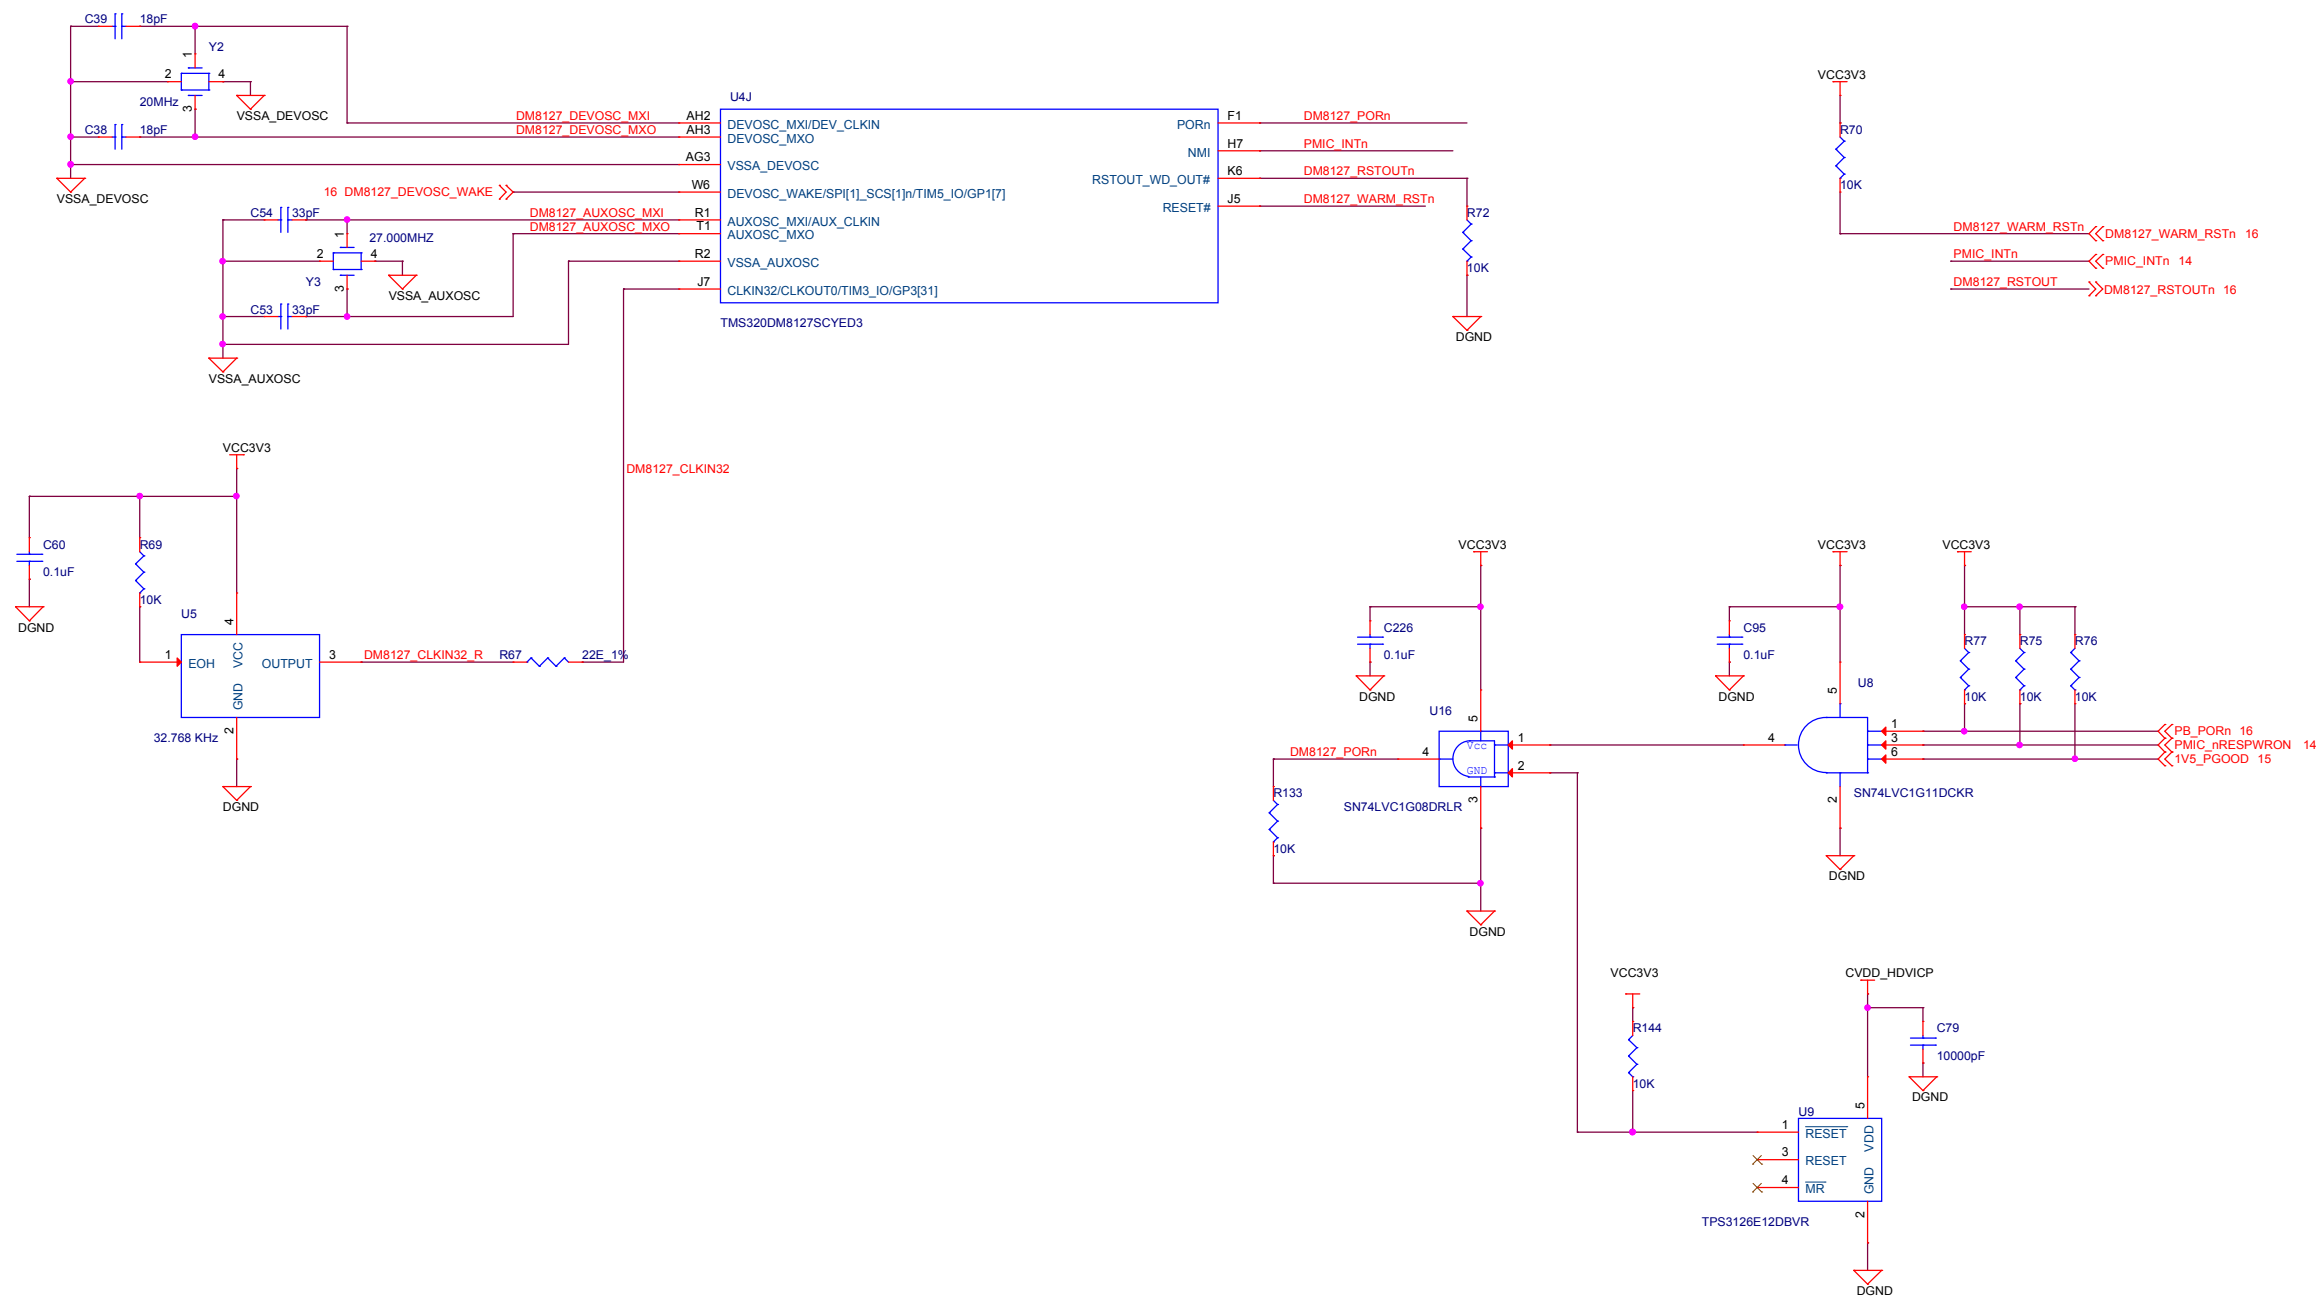 C39 18pF
Y2
1
2 4
20MHz
3
VSSA_DEVOSC
C38 18pF
VSSA_DEVOSC
16 DM8127_DEVOSC_WAKE
C54 33pF
27.000MHZ
1
2 4
Y3
3
VSSA_AUXOSC
C53 33pF
VSSA_AUXOSC
U4J
DM8127_DEVOSC_MXI AH2 DEVOSC_MXI/DEV_CLKIN
DM8127_DEVOSC_MXO AH3 DEVOSC_MXO
AG3 VSSA_DEVOSC
W6 DEVOSC_WAKE/SPI[1]_SCS[1]n/TIM5_IO/GP1[7]
DM8127_AUXOSC_MXI R1 AUXOSC_MXI/AUX_CLKIN
DM8127_AUXOSC_MXO T1 AUXOSC_MXO
R2 VSSA_AUXOSC
J7 CLKIN32/CLKOUT0/TIM3_IO/GP3[31]
PORn F1 DM8127_PORn
NMI H7 PMIC_INTn
RSTOUT_WD_OUT# K6 DM8127_RSTOUTn
RESET# J5 DM8127_WARM_RSTn
TMS320DM8127SCYED3
R72
10K
DGND
VCC3V3
R70
10K
DM8127_WARM_RSTn DM8127_WARM_RSTn 16
PMIC_INTn PMIC_INTn 14
DM8127_RSTOUT DM8127_RSTOUTn 16
VCC3V3
DM8127_CLKIN32
C60
0.1uF
DGND
R69
10K
U5
4
1 EOH VCC OUTPUT 3
GND
2
32.768 KHz
DGND
DM8127_CLKIN32_R R67 22E_1%
VCC3V3
C226
0.1uF
DGND
U16
5
DM8127_PORn 4
Vcc
GND
1
2
3
SN74LVC1G08DRLR
R133
10K
DGND
VCC3V3
C95
0.1uF
DGND
U8
5
4
1
3
6
2
SN74LVC1G11DCKR
DGND
VCC3V3
R77 R75 R76
10K 10K 10K
PB_PORn 16
PMIC_nRESPWRON 14
1V5_PGOOD 15
VCC3V3
R144
10K
CVDD_HDVICP
C79
10000pF
DGND
U9
5
1 RESET VDD
3 RESET
4 MR GND
2
TPS3126E12DBVR
DGND